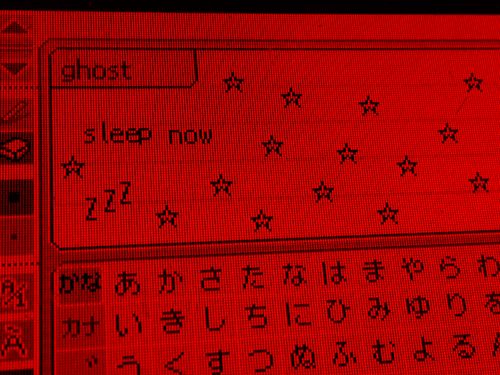 ghost
sleep now
z z z
かな あ か さ た な は ま や ら わ
カナ い き し ち に ひ み ゆ り を
う く す つ ぬ ふ む よ る